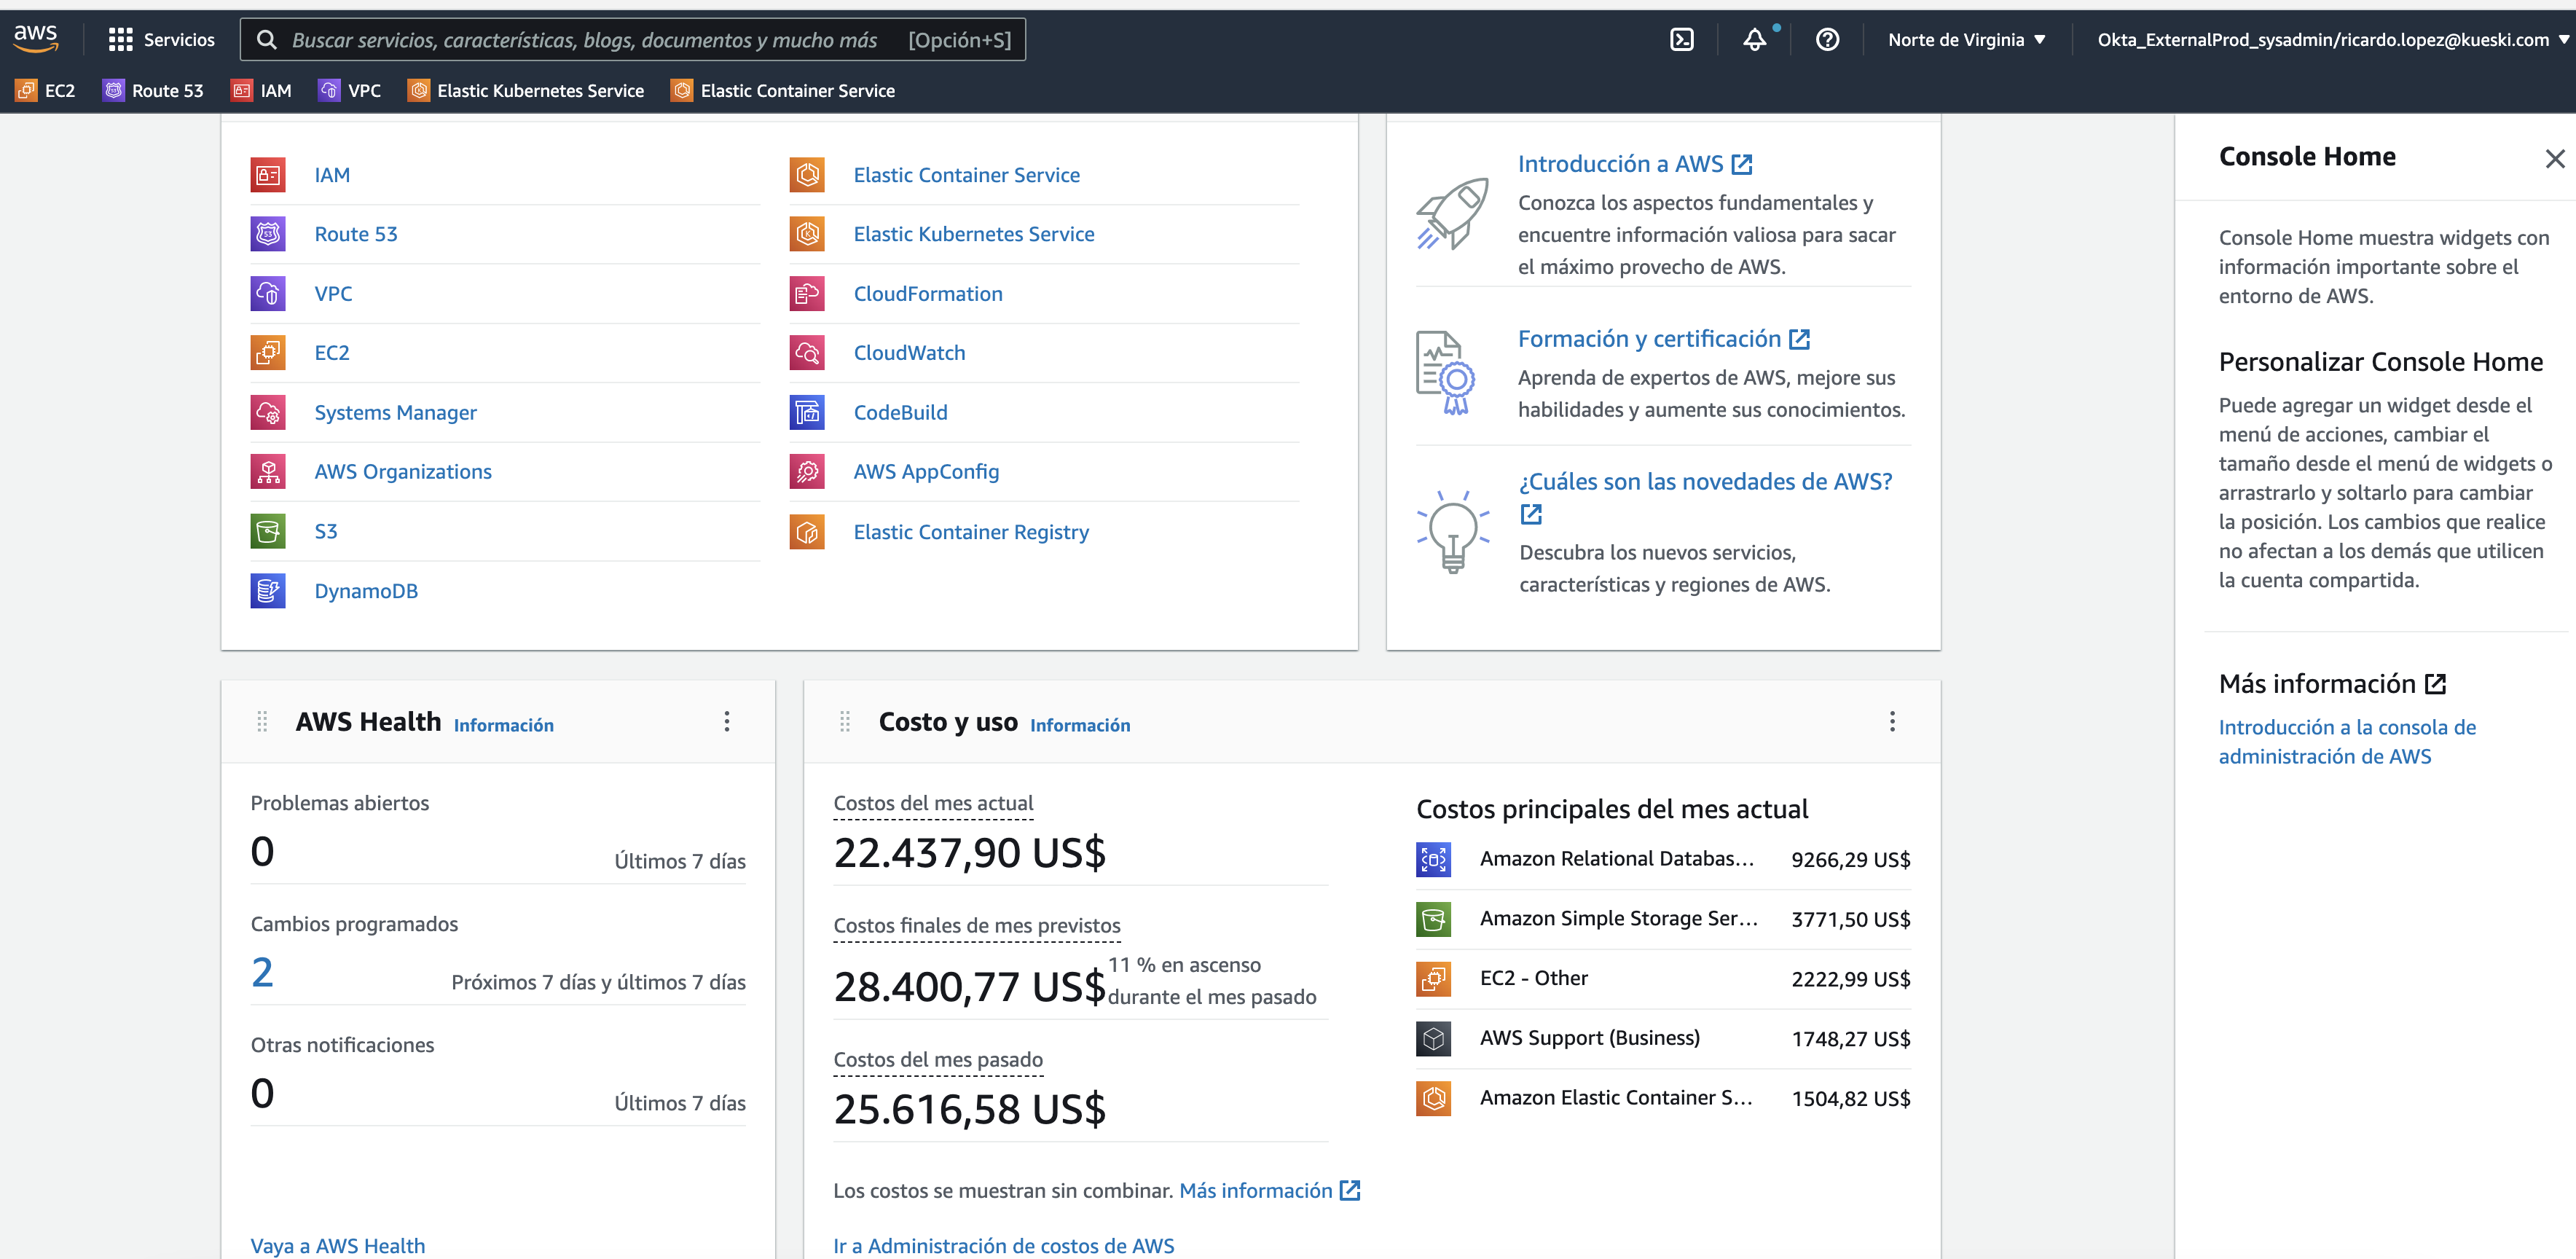 aws
Servicios
Buscar servicios, características, blogs, documentos y mucho más [Opción+S]
Norte de Virginia
Okta_ExternalProd_sysadmin/ricardo.lopez@kueski.com
EC2
Route 53
IAM
VPC
Elastic Kubernetes Service
Elastic Container Service
IAM
Route 53
VPC
EC2
Systems Manager
AWS Organizations
S3
DynamoDB
Elastic Container Service
Elastic Kubernetes Service
CloudFormation
CloudWatch
CodeBuild
AWS AppConfig
Elastic Container Registry
Introducción a AWS
Conozca los aspectos fundamentales y
encuentre información valiosa para sacar
el máximo provecho de AWS.
Formación y certificación
Aprenda de expertos de AWS, mejore sus
habilidades y aumente sus conocimientos.
¿Cuáles son las novedades de AWS?
Descubra los nuevos servicios,
características y regiones de AWS.
Console Home
Console Home muestra widgets con
información importante sobre el
entorno de AWS.
Personalizar Console Home
Puede agregar un widget desde el
menú de acciones, cambiar el
tamaño desde el menú de widgets o
arrastrarlo y soltarlo para cambiar
la posición. Los cambios que realice
no afectan a los demás que utilicen
la cuenta compartida.
Más información
Introducción a la consola de
administración de AWS
AWS Health Información
Problemas abiertos
0
Últimos 7 días
Cambios programados
2
Próximos 7 días y últimos 7 días
Otras notificaciones
0
Últimos 7 días
Vaya a AWS Health
Costo y uso Información
Costos del mes actual
22.437,90 US$
Costos finales de mes previstos
28.400,77 US$
11 % en ascenso
durante el mes pasado
Costos del mes pasado
25.616,58 US$
Los costos se muestran sin combinar. Más información
Ir a Administración de costos de AWS
Costos principales del mes actual
Amazon Relational Databas... 9266,29 US$
Amazon Simple Storage Ser... 3771,50 US$
EC2 - Other 2222,99 US$
AWS Support (Business) 1748,27 US$
Amazon Elastic Container S... 1504,82 US$